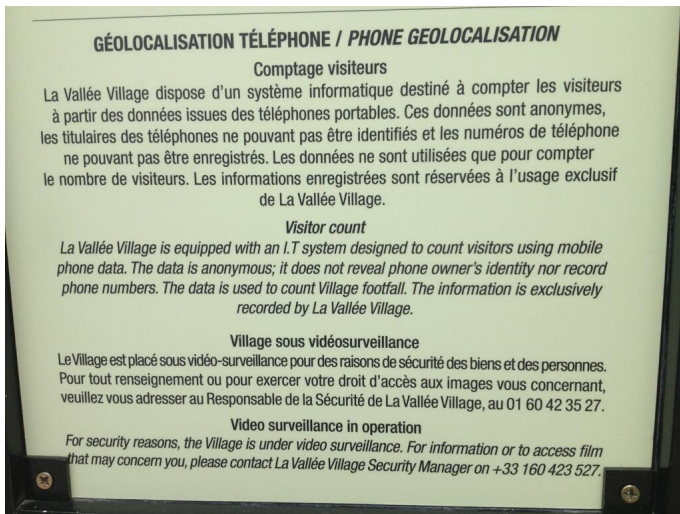 GÉOLOCALISATION TÉLÉPHONE / PHONE GEOLOCALISATION
Comptage visiteurs
La Vallée Village dispose d'un système informatique destiné à compter les visiteurs
à partir des données issues des téléphones portables. Ces données sont anonymes,
les titulaires des téléphones ne pouvant pas être identifiés et les numéros de téléphone
ne pouvant pas être enregistrés. Les données ne sont utilisées que pour compter
le nombre de visiteurs. Les informations enregistrées sont réservées à l'usage exclusif
de La Vallée Village.
Visitor count
La Vallée Village is equipped with an I.T system designed to count visitors using mobile
phone data. The data is anonymous; it does not reveal phone owner's identity nor record
phone numbers. The data is used to count Village footfall. The information is exclusively
recorded by La Vallée Village.
Village sous vidéosurveillance
Le Village est placé sous vidéo-surveillance pour des raisons de sécurité des biens et des personnes.
Pour tout renseignement ou pour exercer votre droit d'accès aux images vous concernant,
veuillez vous adresser au Responsable de la Sécurité de La Vallée Village, au 01 60 42 35 27.
Video surveillance in operation
For security reasons, the Village is under video surveillance. For information or to access film
that may concern you, please contact La Vallée Village Security Manager on +33 160 423 527.